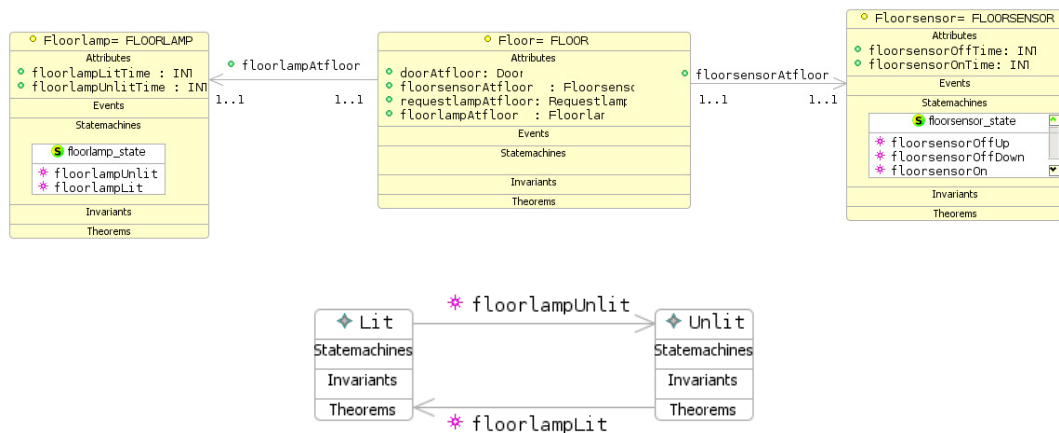 Floorlamp= FLOORLAMP
Attributes
floorlampLitTime : INT
floorlampUnlitTime : INT
Events
Statemachines
S floorlamp_state
floorlampUnlit
floorlampLit
Invariants
Theorems
floorlampAtfloor
1..1 1..1
Floor= FLOOR
Attributes
doorAtfloor: Door
floorsensorAtfloor : Floorsenso
requestlampAtfloor: Requestlamp
floorlampAtfloor : Floorlar
Events
Statemachines
Invariants
Theorems
floorsensorAtfloor
1..1 1..1
Floorsensor= FLOORSENSOR
Attributes
floorsensorOffTime: INT
floorsensorOnTime: INT
Events
Statemachines
S floorsensor_state
floorsensorOffUp
floorsensorOffDown
floorsensorOn
Invariants
Theorems
floorlampUnlit
Lit
Statemachines
Invariants
Theorems
Unlit
Statemachines
Invariants
Theorems
floorlampLit